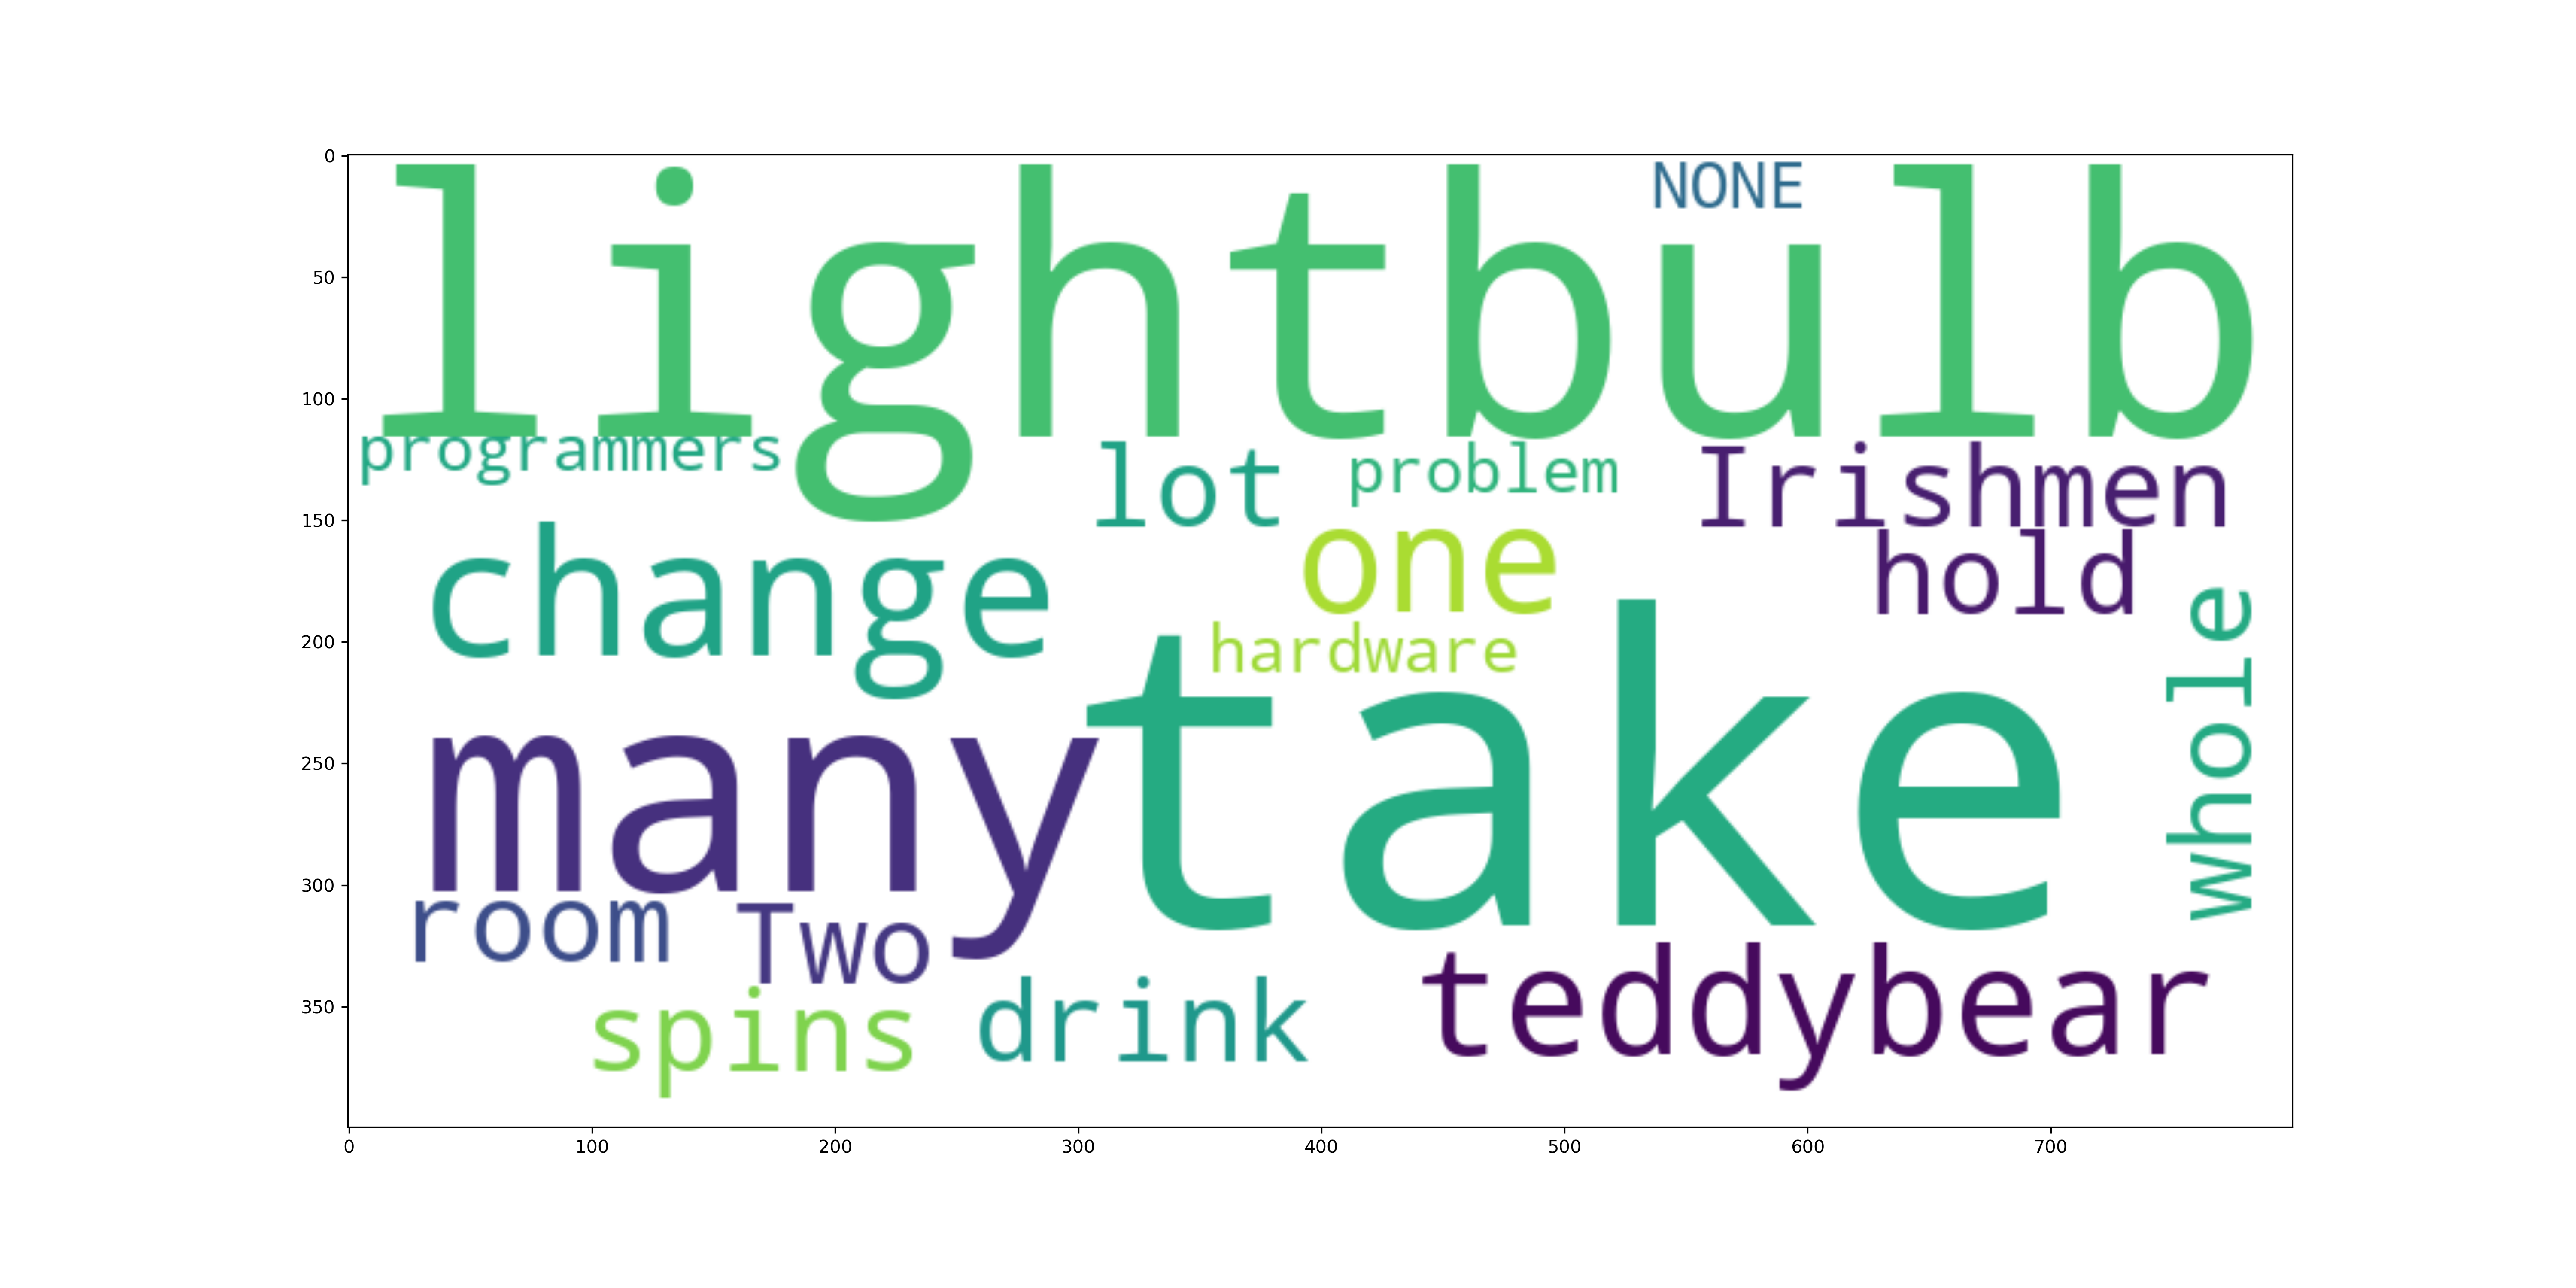 lightbulb
NONE
programmers
lot
problem
Irishmen
change
one
hold
hardware
whole
many
take
room
Two
teddybear
spins
drink
0
50
100
150
200
250
300
350
0 100 200 300 400 500 600 700